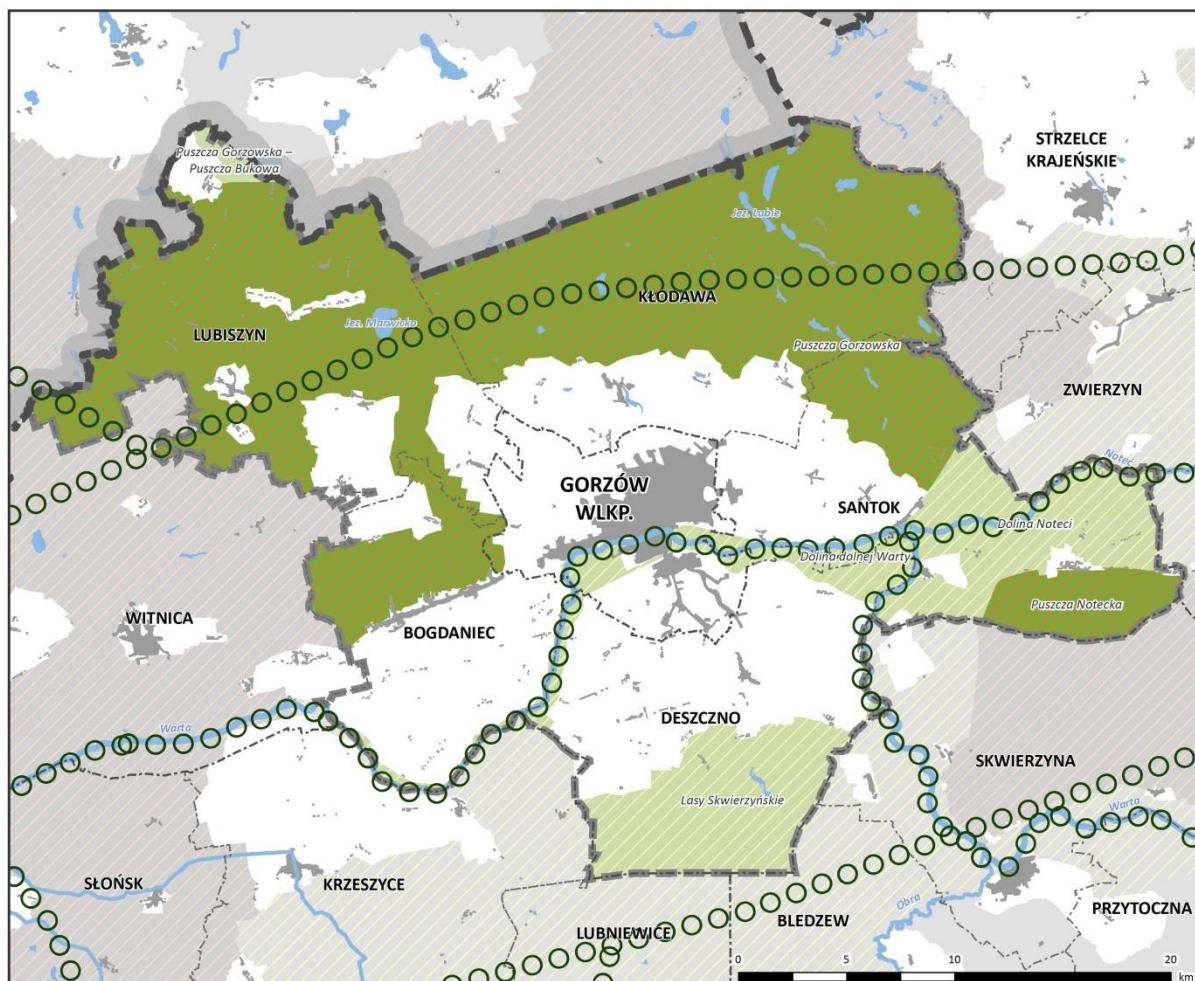 STRZELCE
KRAJEŃSKIE
Puszcza Gorzowska –
Puszcza Bukowa
Jez. Lubie
KŁODAWA
LUBISZYN
Jez. Marwicko
Puszcza Gorzowska
ZWIERZYN
Noteć
GORZÓW
WLKP.
SANTOK
Dolina Noteci
Dolina dolnej Warty
Puszcza Notecka
WITNICA
BOGDANIEC
Warta
DESZCZNO
SKWIERZYNA
Lasy Skwierzyńskie
Warta
SŁOŃSK
KRZESZYCE
Obra
PRZYTOCZNA
LUBNIEWICE
BLEDZEW
0 5 10 20
km